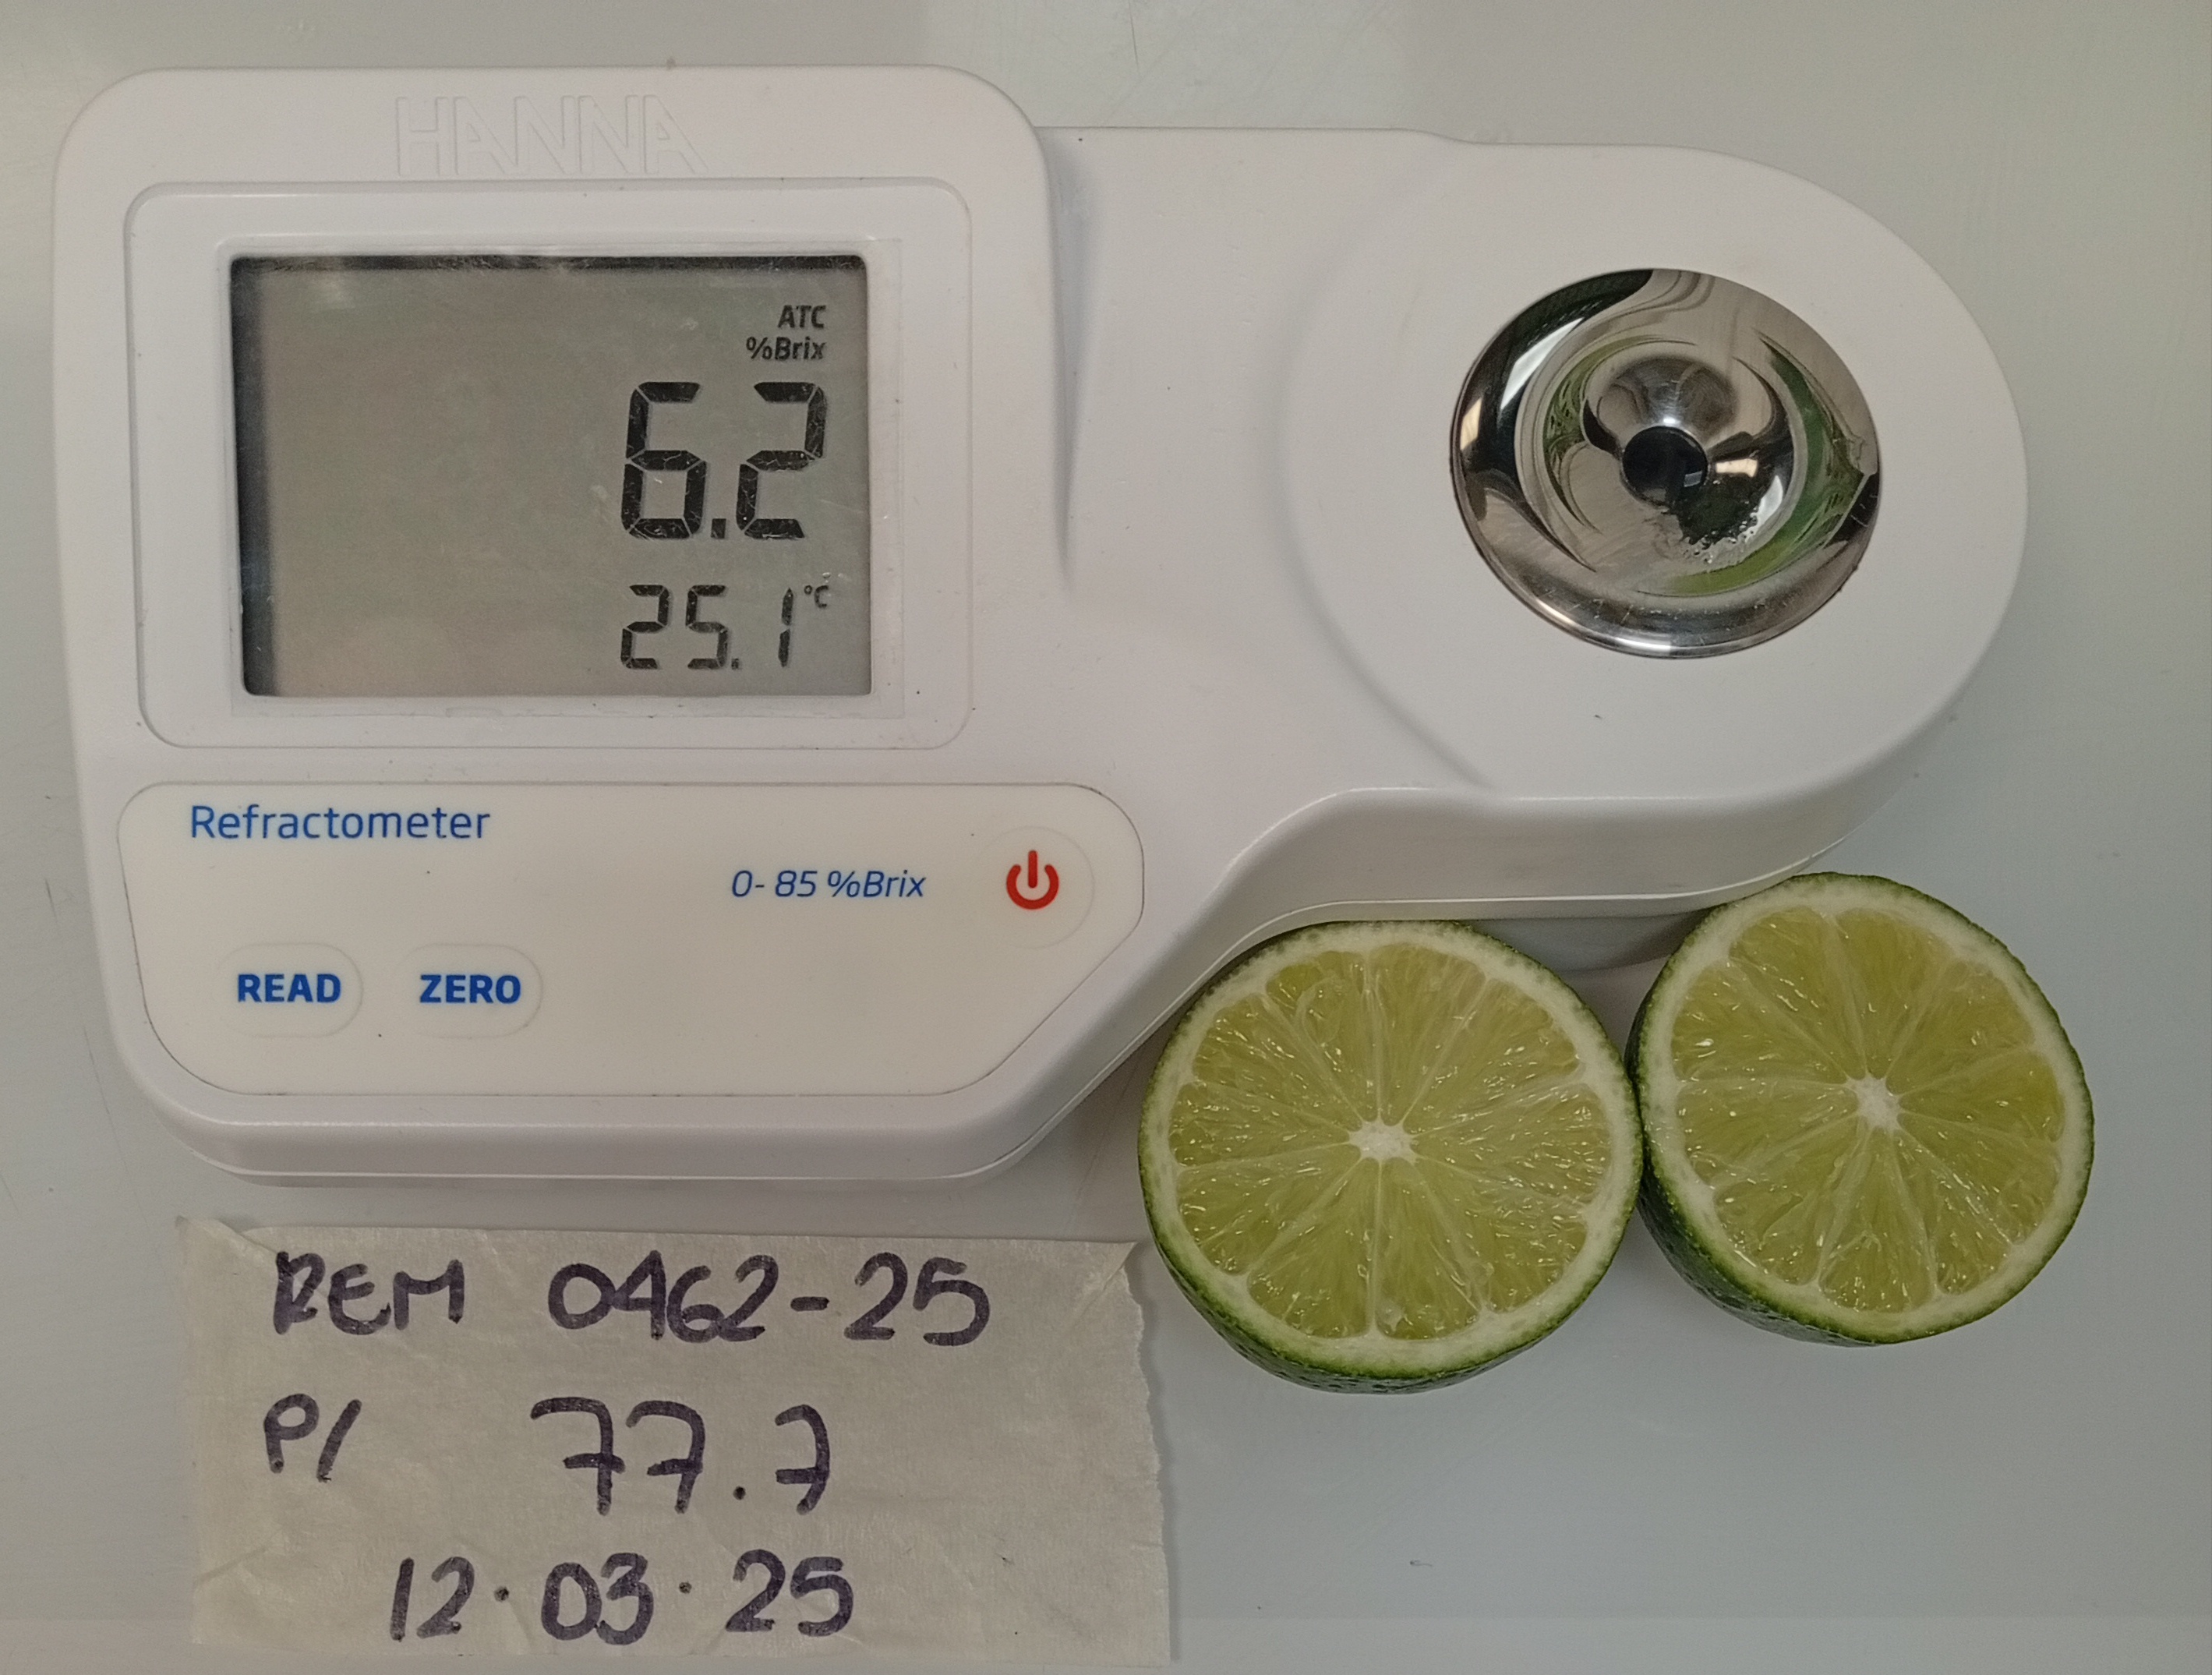 HANNA
ATC
%Brix
6.2
25.1 °C
Refractometer
0- 85 %Brix
READ ZERO
REM 0462-25
P/ 77.7
12.03.25